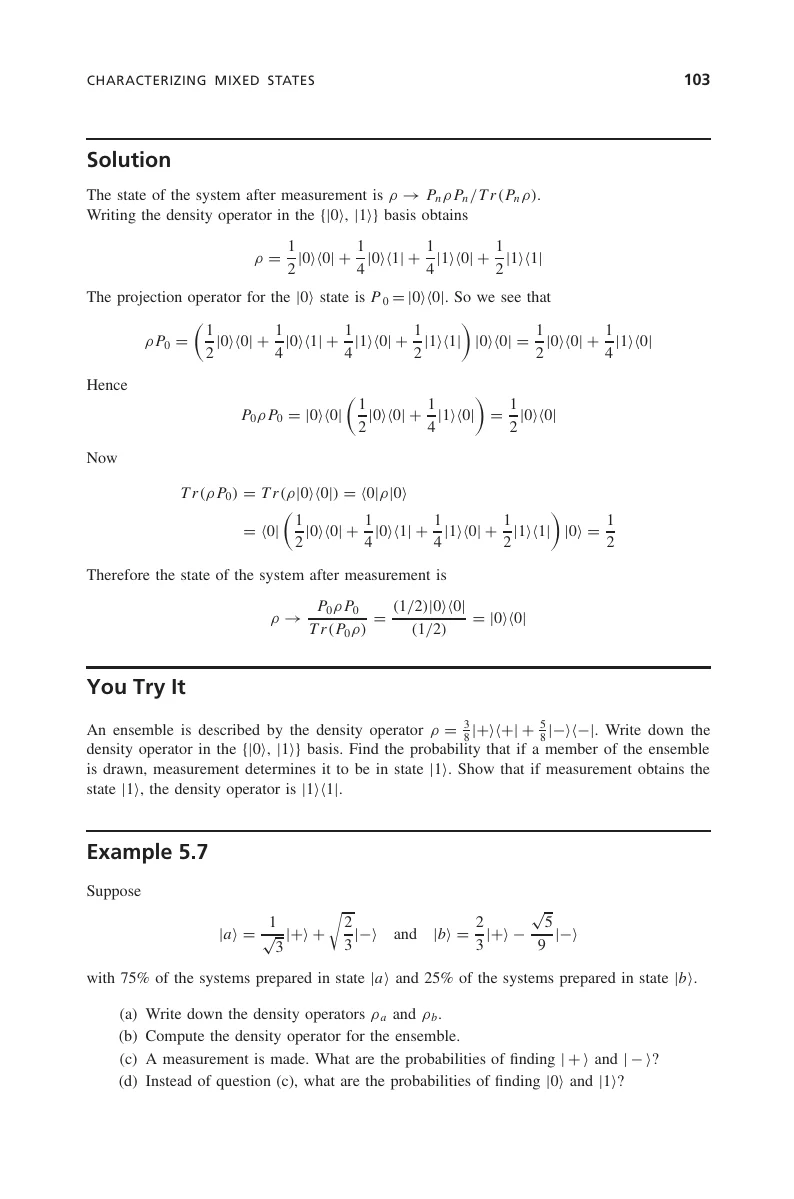 CHARACTERIZING MIXED STATES 103
Solution
The state of the system after measurement is ρ → PₙρPₙ/Tr(Pₙρ).
Writing the density operator in the {|0⟩, |1⟩} basis obtains
ρ = 1/2|0⟩⟨0| + 1/4|0⟩⟨1| + 1/4|1⟩⟨0| + 1/2|1⟩⟨1|
The projection operator for the |0⟩ state is P₀ = |0⟩⟨0|. So we see that
ρP₀ = (1/2|0⟩⟨0| + 1/4|0⟩⟨1| + 1/4|1⟩⟨0| + 1/2|1⟩⟨1|) |0⟩⟨0| = 1/2|0⟩⟨0| + 1/4|1⟩⟨0|
Hence
P₀ρP₀ = |0⟩⟨0| (1/2|0⟩⟨0| + 1/4|1⟩⟨0|) = 1/2|0⟩⟨0|
Now
Tr(ρP₀) = Tr(ρ|0⟩⟨0|) = ⟨0|ρ|0⟩
= ⟨0| (1/2|0⟩⟨0| + 1/4|0⟩⟨1| + 1/4|1⟩⟨0| + 1/2|1⟩⟨1|) |0⟩ = 1/2
Therefore the state of the system after measurement is
ρ → P₀ρP₀/Tr(P₀ρ) = (1/2)|0⟩⟨0|/(1/2) = |0⟩⟨0|
You Try It
An ensemble is described by the density operator ρ = 3/8|+⟩⟨+| + 5/8|−⟩⟨−|. Write down the
density operator in the {|0⟩, |1⟩} basis. Find the probability that if a member of the ensemble
is drawn, measurement determines it to be in state |1⟩. Show that if measurement obtains the
state |1⟩, the density operator is |1⟩⟨1|.
Example 5.7
Suppose
|a⟩ = 1/√3|+⟩ + √(2/3)|−⟩ and |b⟩ = 2/3|+⟩ − √5/9|−⟩
with 75% of the systems prepared in state |a⟩ and 25% of the systems prepared in state |b⟩.
(a) Write down the density operators ρₐ and ρ_b.
(b) Compute the density operator for the ensemble.
(c) A measurement is made. What are the probabilities of finding |+⟩ and |−⟩?
(d) Instead of question (c), what are the probabilities of finding |0⟩ and |1⟩?